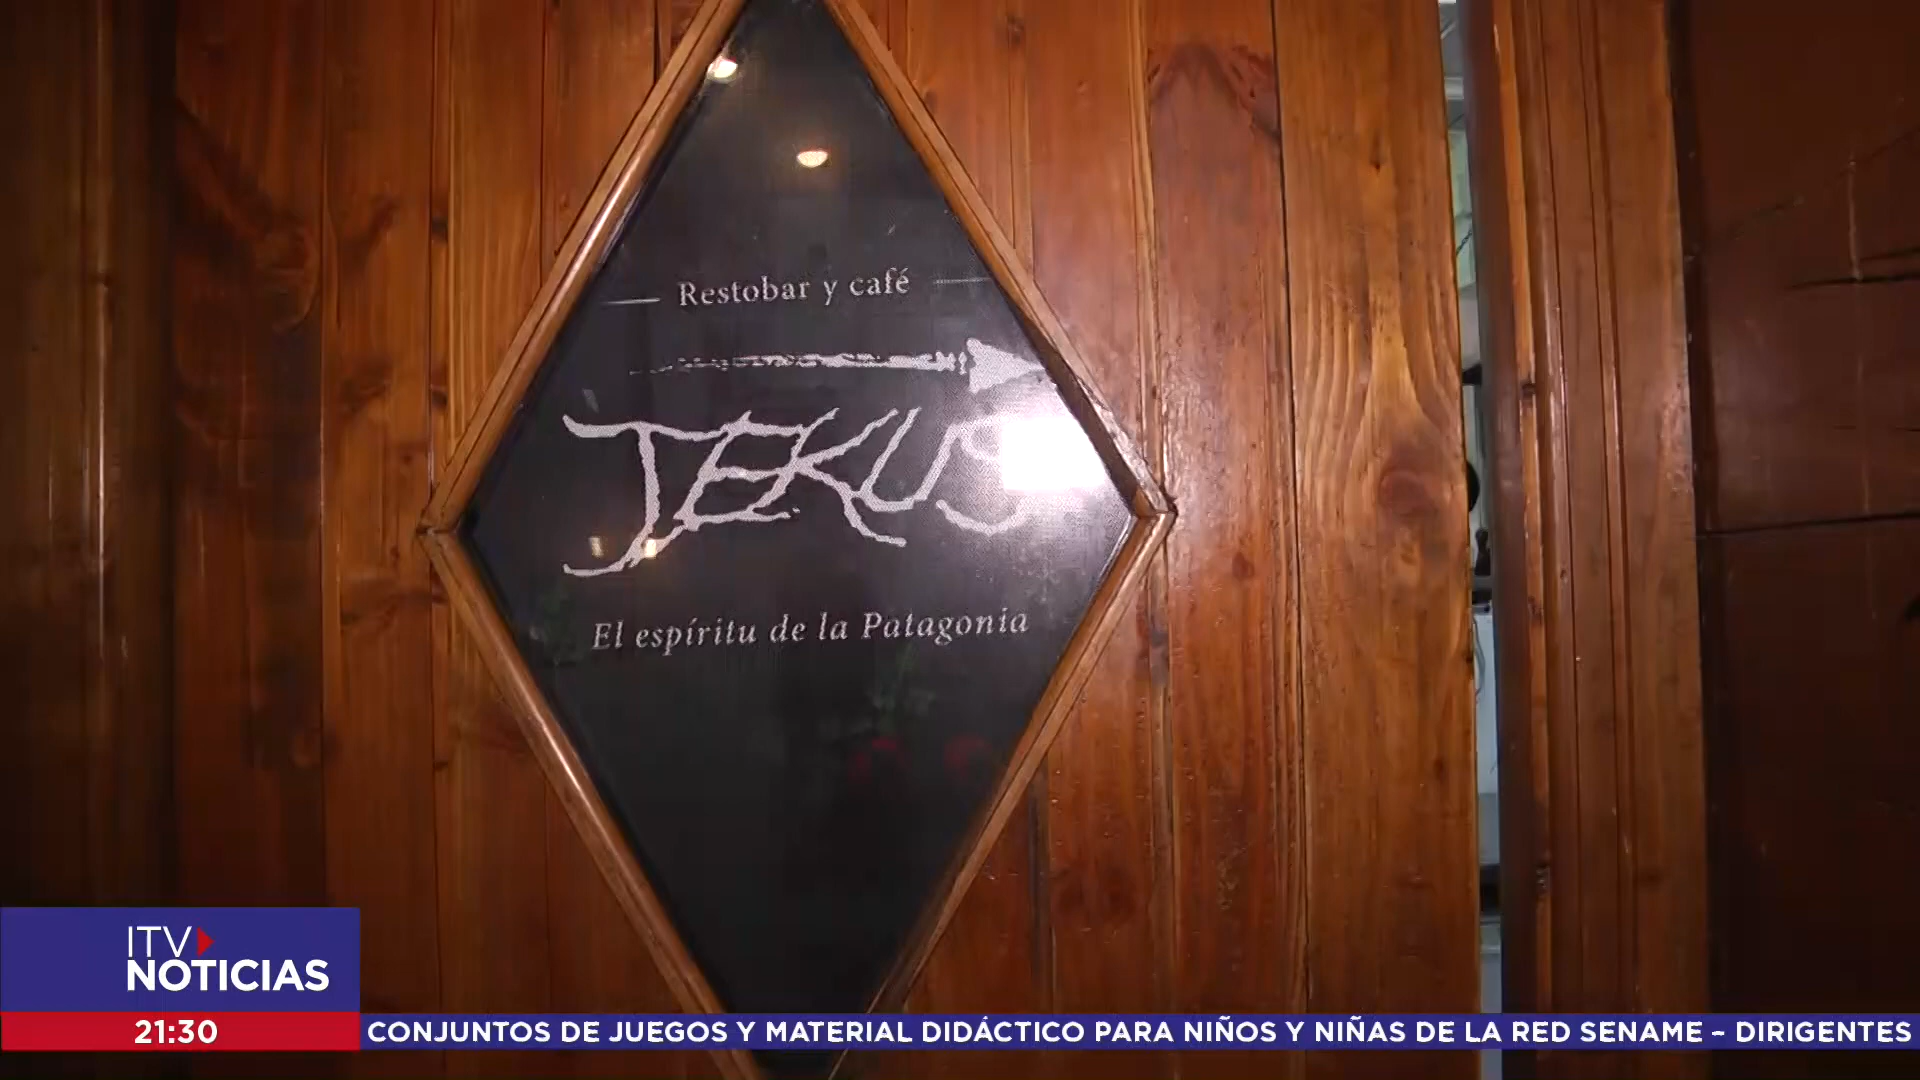 Restobar y café
TEKUS
El espíritu de la Patagonia
ITV
NOTICIAS
21:30
CONJUNTOS DE JUEGOS Y MATERIAL DIDÁCTICO PARA NIÑOS Y NIÑAS DE LA RED SENAME - DIRIGENTES